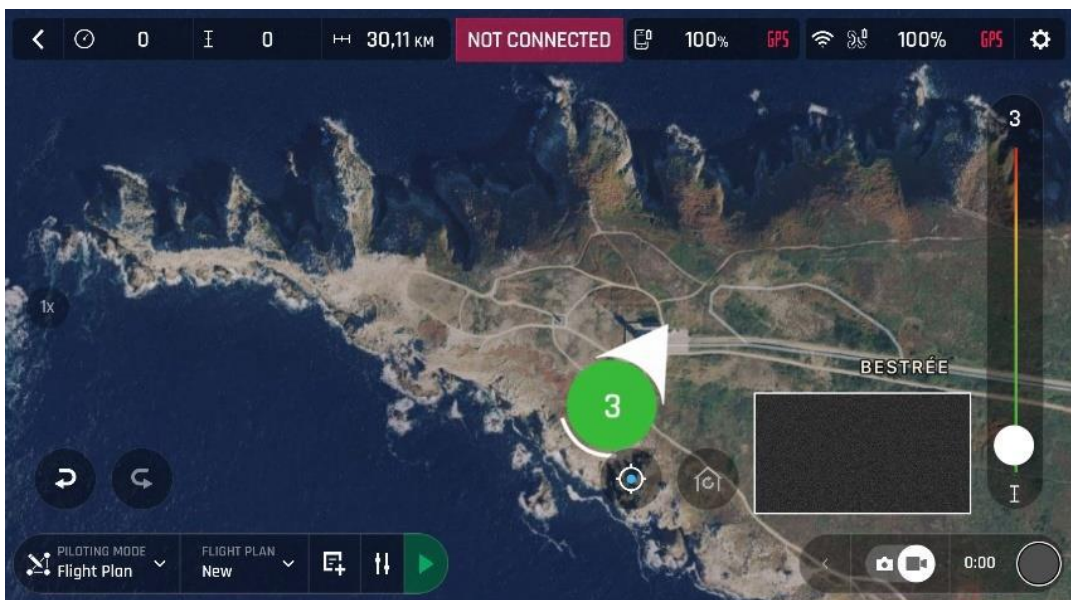 0
0
30,11 KM
NOT CONNECTED
100%
GPS
100%
GPS
3
1x
BESTRÉE
3
PILOTING MODE
Flight Plan
FLIGHT PLAN
New
0:00